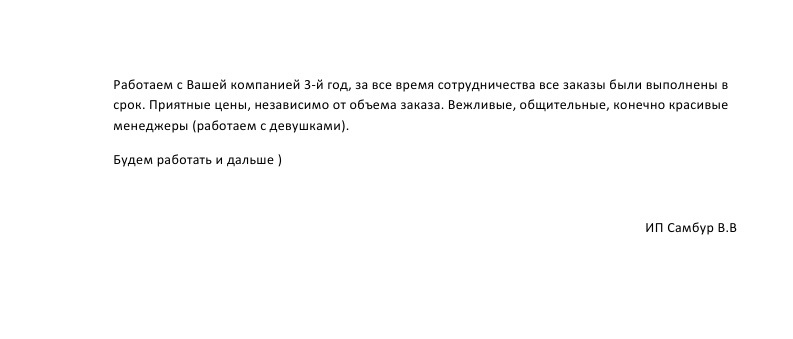 Работаем с Вашей компанией 3-й год, за все время сотрудничества все заказы были выполнены в
срок. Приятные цены, независимо от объема заказа. Вежливые, общительные, конечно красивые
менеджеры (работаем с девушками).
Будем работать и дальше )
ИП Самбур В.В